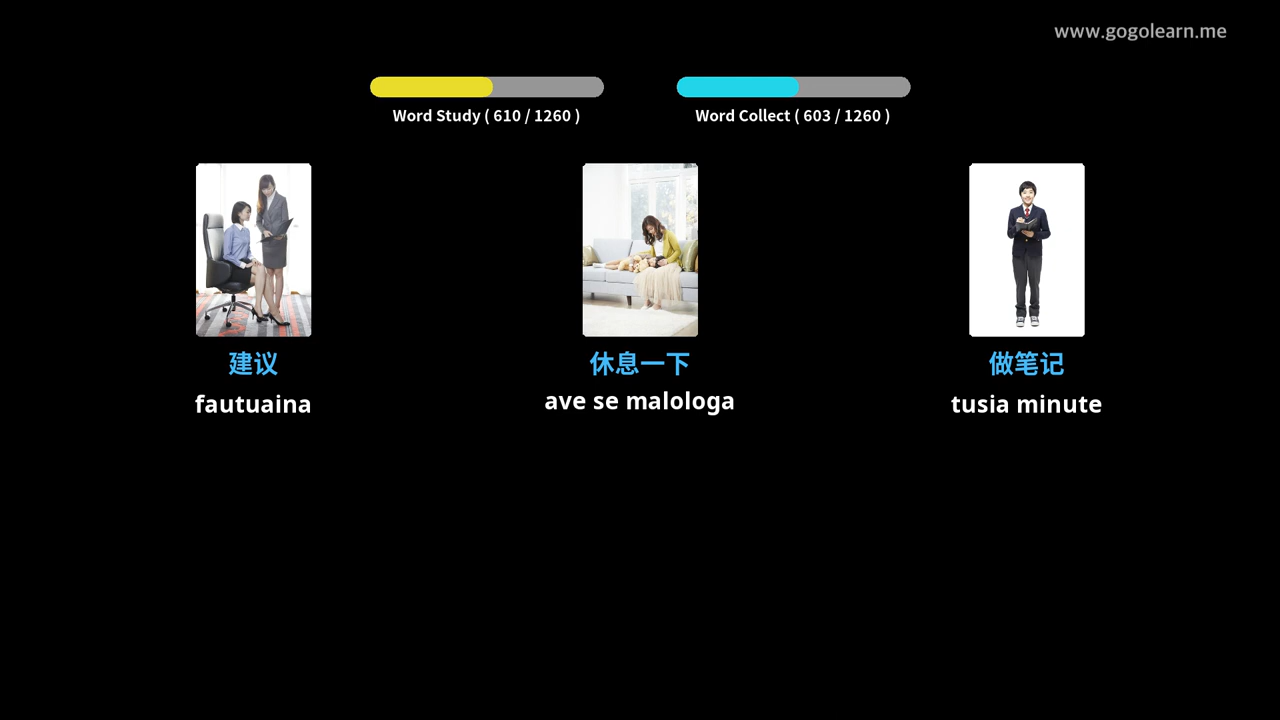 www.gogolearn.me
Word Study ( 610 / 1260 )
Word Collect ( 603 / 1260 )
建议
休息一下
做笔记
fautuaina
ave se malologa
tusia minute